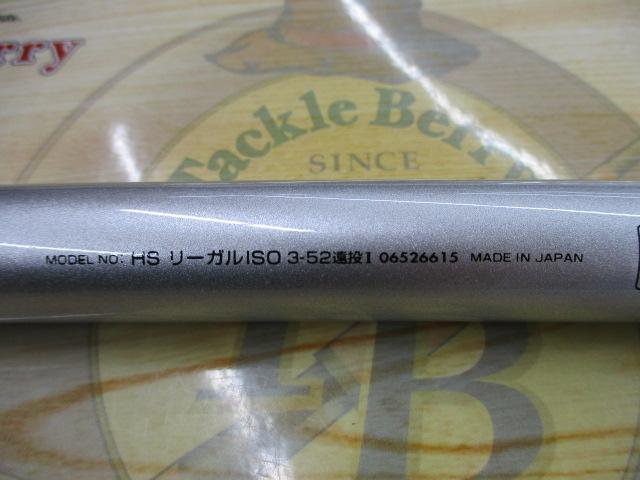 rry
Tackle Berry
SINCE
MODEL NO: HS リーガルISO 3-52遠投I 06526615 MADE IN JAPAN
B